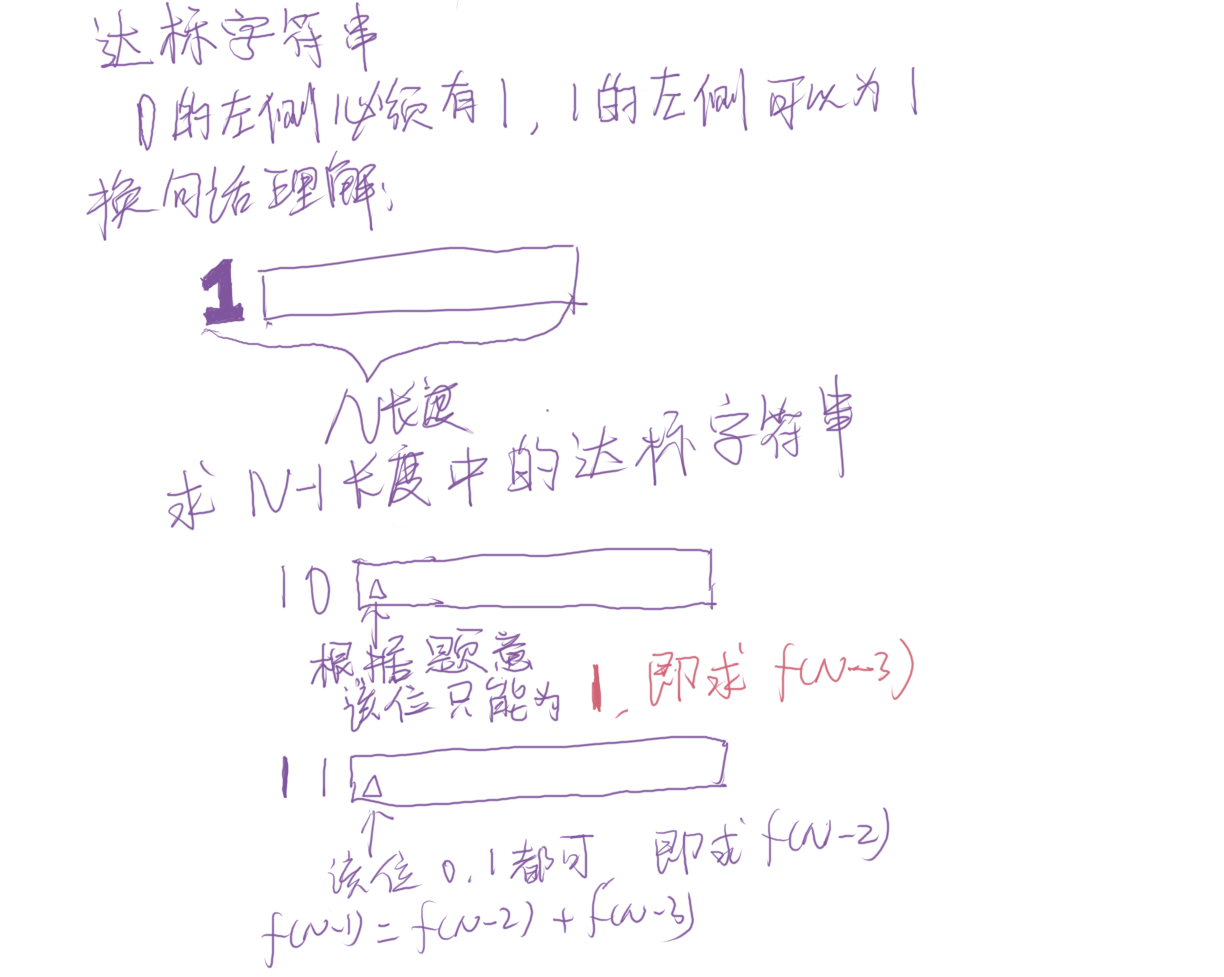 达标字符串
0的左侧必须有1, 1的左侧可以为1
换句话理解:
1
N长度
求N-1长度中的达标字符串
10
根据题意
该位只能为1, 即求f(N-3)
11
该位0.1都可 即求f(N-2)
f(N-1)=f(N-2)+f(N-3)